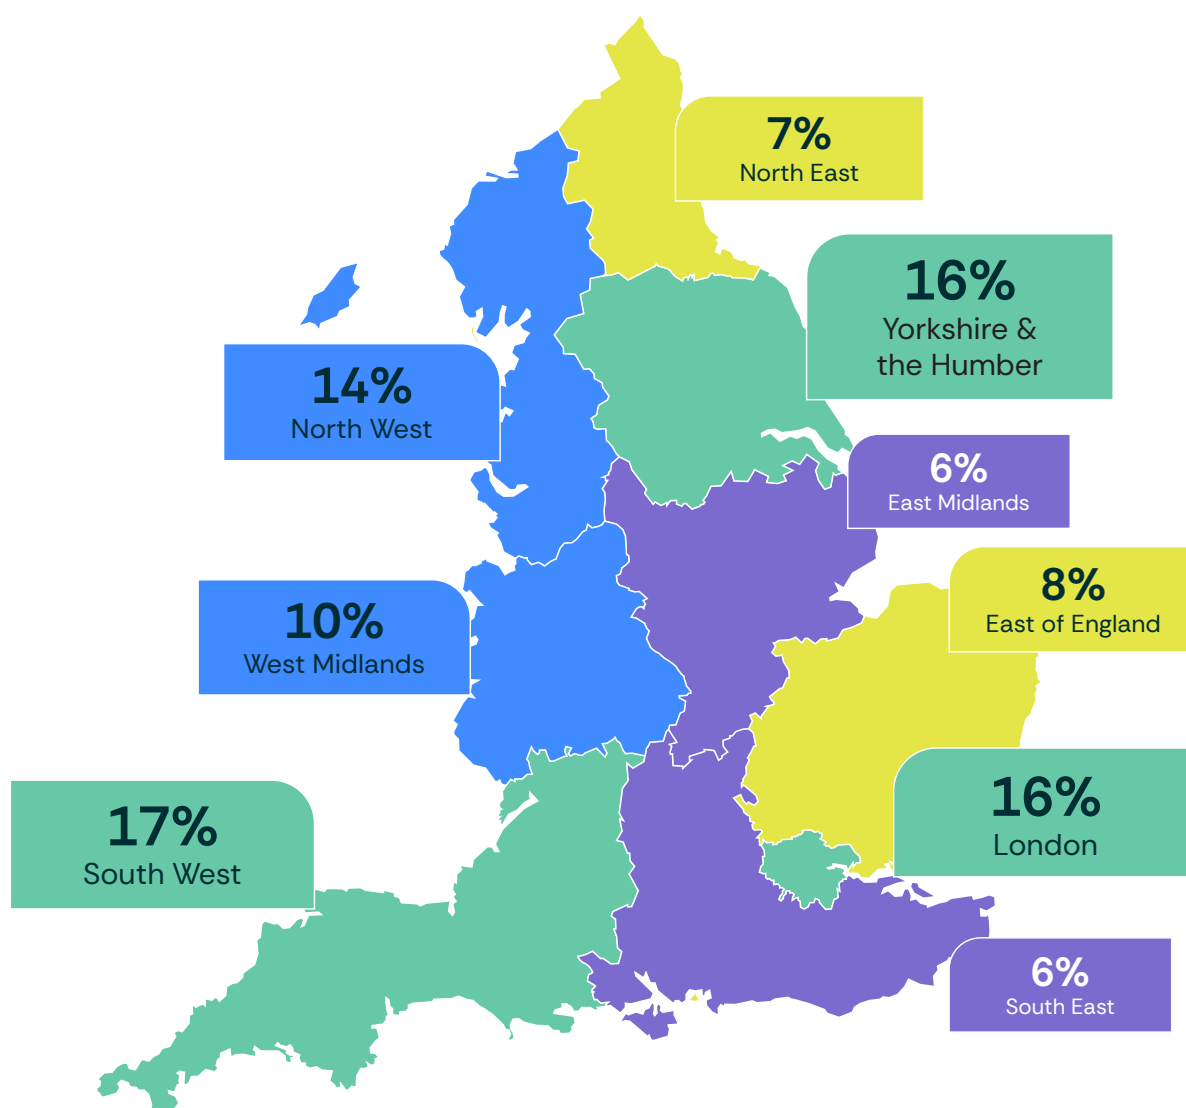 7%
North East
16%
Yorkshire &
the Humber
14%
North West
6%
East Midlands
8%
East of England
10%
West Midlands
16%
London
17%
South West
6%
South East